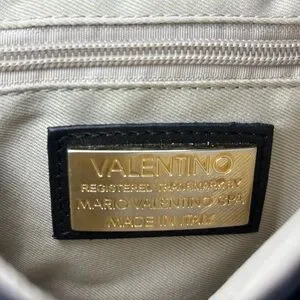 VALENTINO
REGISTERED TRADEMARK BY
MARIO VALENTINO SPA
MADE IN ITALY